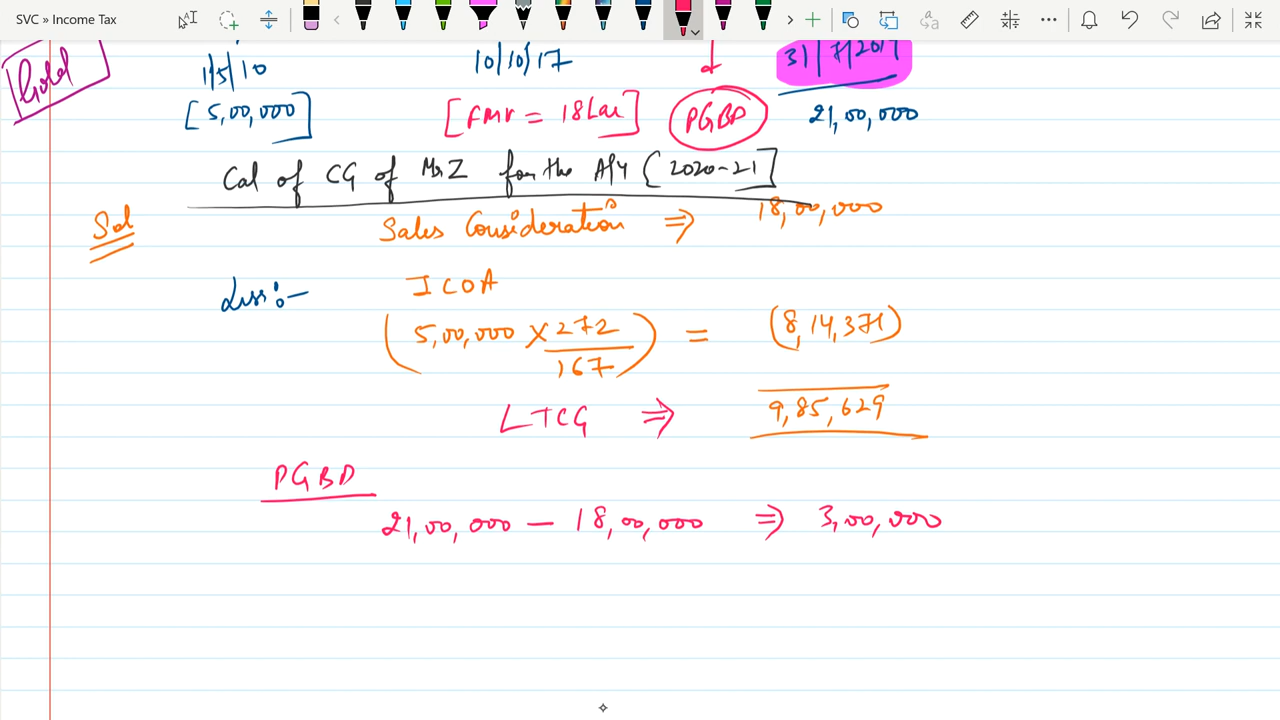 SVC » Income Tax
Gold
1/5/10 10/10/17 31/7/2019
[5,00,000] [FMV = 18Lac] PGBP 21,00,000
Cal of CG of Mr Z for the A/Y [2020-21]
Sol Sales Consideration ⇒ 18,00,000
Less:- ICOA
(5,00,000 × 272/167) = (8,14,371)
LTCG ⇒ 9,85,629
PGBP
21,00,000 — 18,00,000 ⇒ 3,00,000